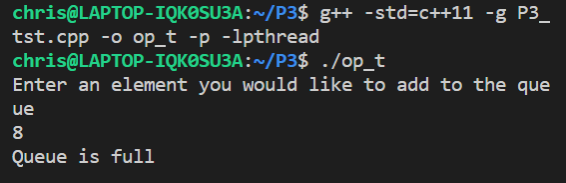 chris@LAPTOP-IQK0SU3A:~/P3$ g++ -std=c++11 -g P3_
tst.cpp -o op_t -p -lpthread
chris@LAPTOP-IQK0SU3A:~/P3$ ./op_t
Enter an element you would like to add to the que
ue
8
Queue is full